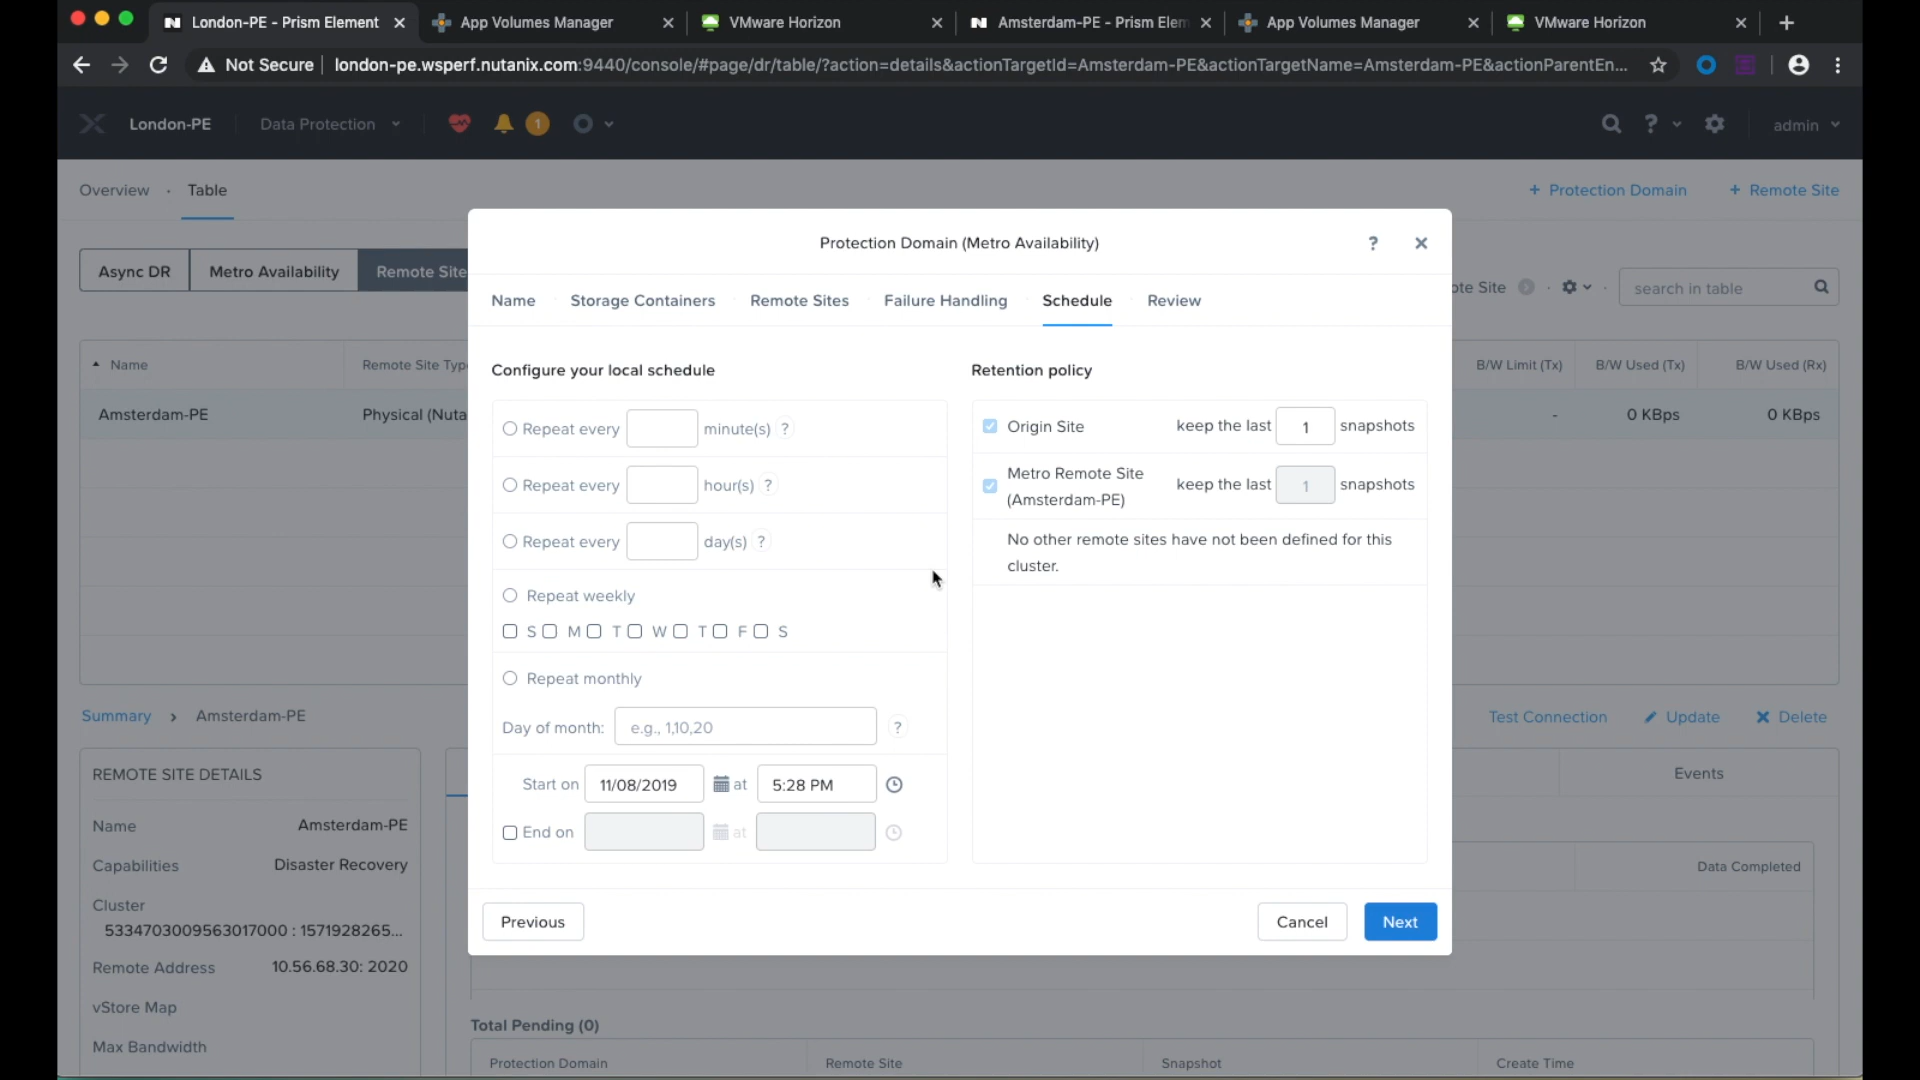 London-PE - Prism Element
App Volumes Manager
VMware Horizon
Amsterdam-PE - Prism Elem
App Volumes Manager
VMware Horizon
Not Secure
london-pe.wsperf.nutanix.com:9440/console/#page/dr/table/?action=details&actionTargetId=Amsterdam-PE&actionTargetName=Amsterdam-PE&actionParentEn...
London-PE
Data Protection
1
?
admin
Overview · Table
+ Protection Domain
+ Remote Site
Async DR
Metro Availability
Remote Site
ote Site
search in table
Name
Remote Site Typ
B/W Limit (Tx)
B/W Used (Tx)
B/W Used (Rx)
Amsterdam-PE
Physical (Nuta
-
0 KBps
0 KBps
Protection Domain (Metro Availability)
?
Name
Storage Containers
Remote Sites
Failure Handling
Schedule
Review
Configure your local schedule
Repeat every minute(s) ?
Repeat every hour(s) ?
Repeat every day(s) ?
Repeat weekly
S M T W T F S
Repeat monthly
Day of month: e.g., 1,10,20 ?
Start on 11/08/2019 at 5:28 PM
End on at
Retention policy
Origin Site keep the last 1 snapshots
Metro Remote Site
(Amsterdam-PE)
keep the last 1 snapshots
No other remote sites have not been defined for this
cluster.
Previous
Cancel
Next
Summary > Amsterdam-PE
Test Connection
Update
Delete
REMOTE SITE DETAILS
Name Amsterdam-PE
Capabilities Disaster Recovery
Cluster
5334703009563017000 : 1571928265...
Remote Address 10.56.68.30: 2020
vStore Map
Max Bandwidth
Events
Data Completed
Total Pending (0)
Protection Domain
Remote Site
Snapshot
Create Time